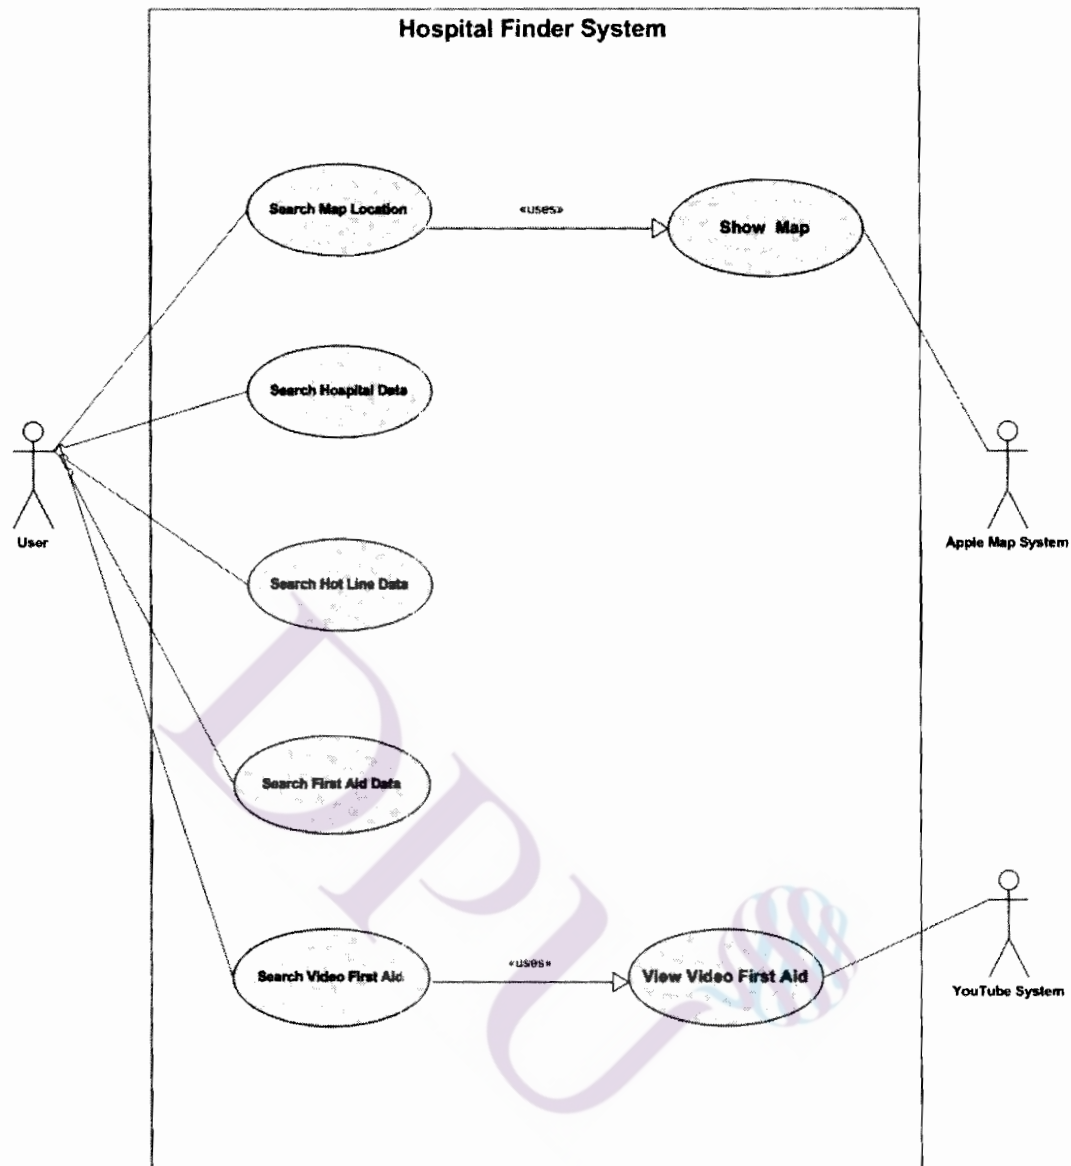 Hospital Finder System
Search Map Location
«uses»
Show Map
Search Hospital Data
User
Apple Map System
Search Hot Line Data
Search First Aid Data
Search Video First Aid
«uses»
View Video First Aid
YouTube System
DPU